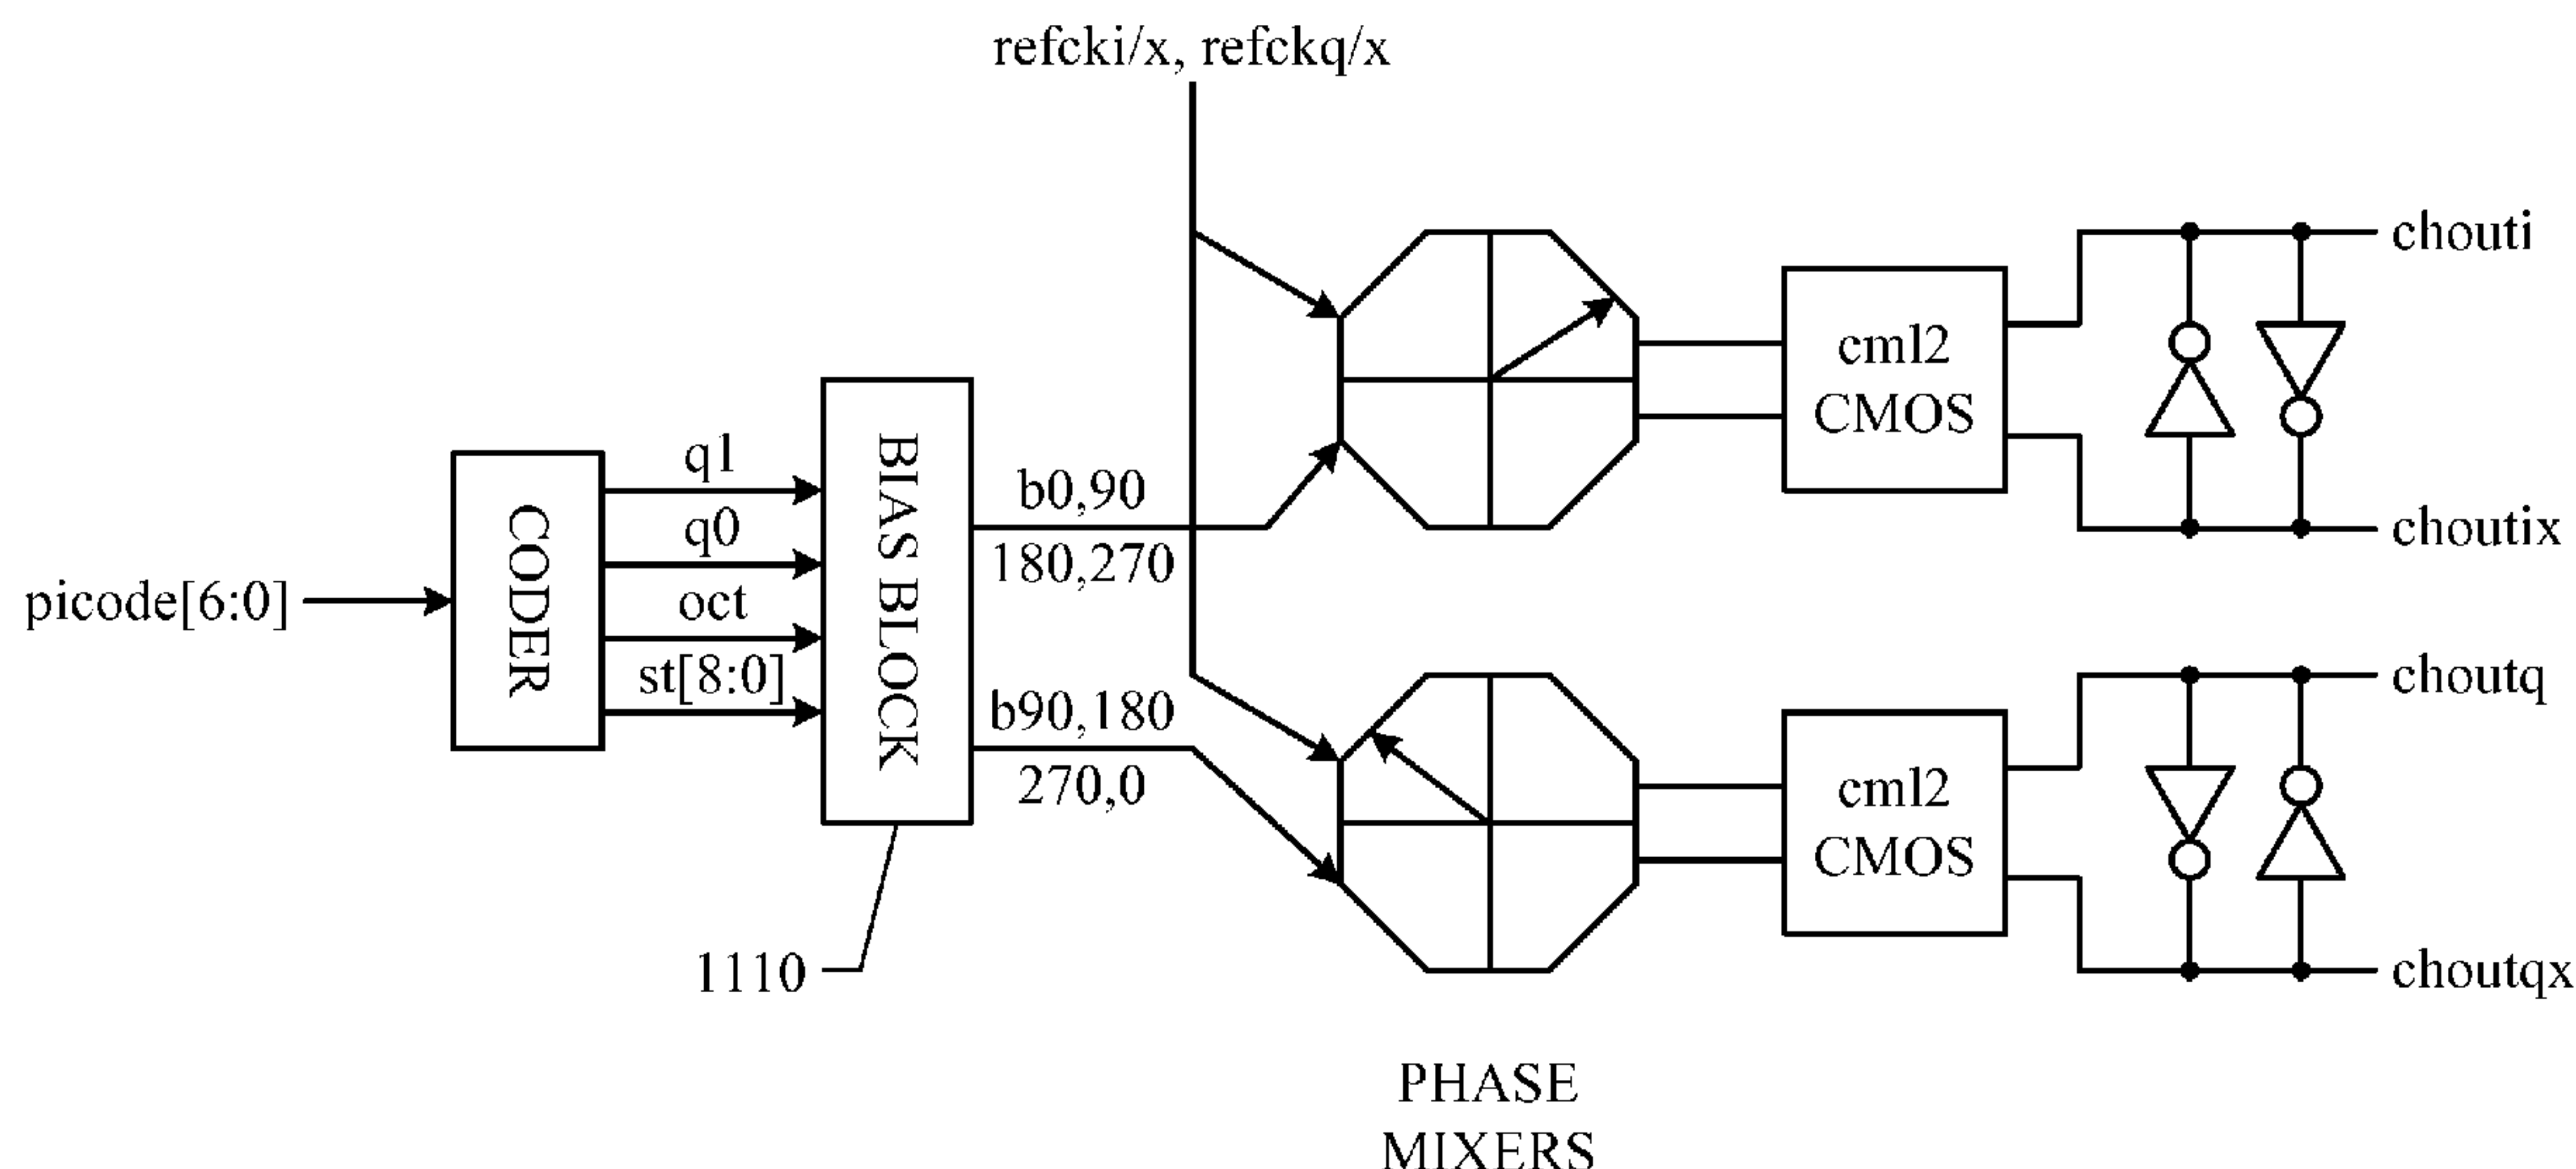 refcki/x, refckq/x
chouti
cml2
CMOS
q1
BIAS BLOCK
b0,90
q0
CODER
choutix
180,270
oct
picode[6:0]
st[8:0]
choutq
b90,180
cml2
270,0
CMOS
1110
choutqx
PHASE
MIXERS